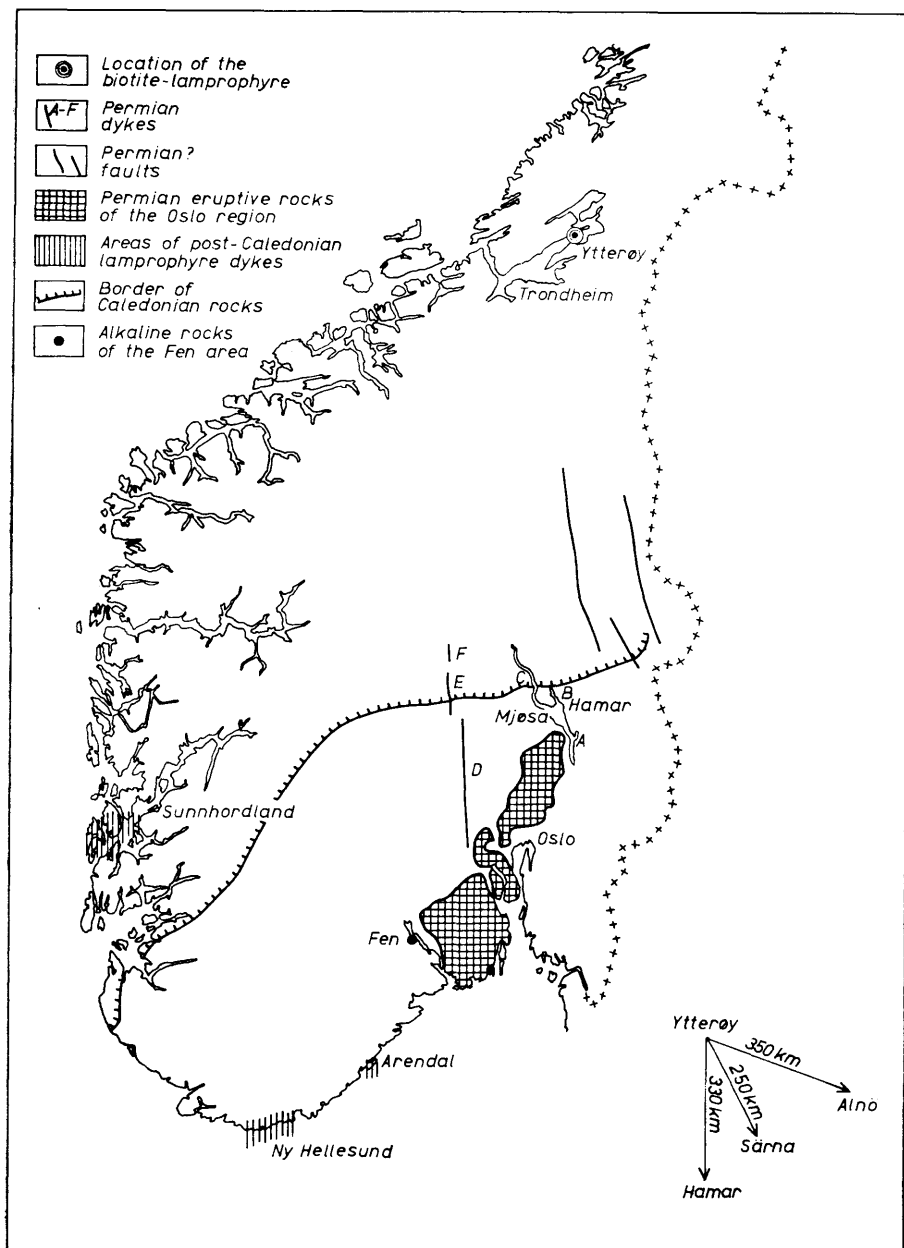 Location of the
biotite-lamprophyre
A-F
Permian
dykes
Permian?
faults
Permian eruptive rocks
of the Oslo region
Areas of post-Caledonian
lamprophyre dykes
Border of
Caledonian rocks
Alkaline rocks
of the Fen area
Ytterøy
Trondheim
F
E
C
B
Hamar
Mjøsa
A
D
Sunnhordland
Oslo
Fen
Arendal
Ny Hellesund
Ytterøy
350 km
250 km
330 km
Alnö
Särna
Hamar